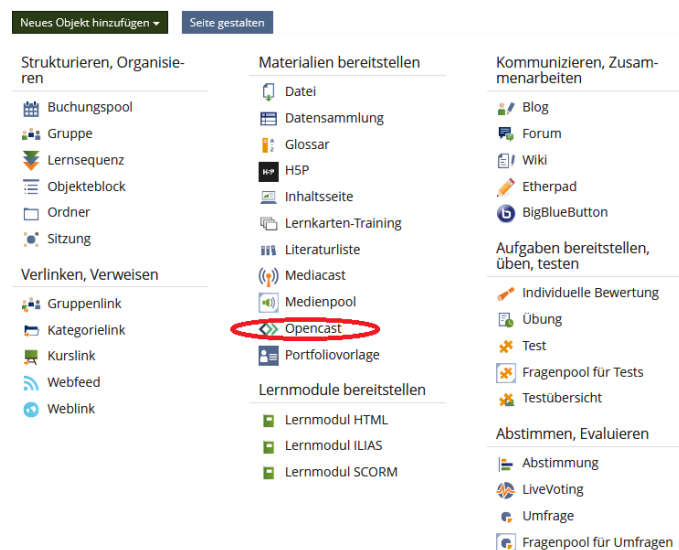 Neues Objekt hinzufügen
Seite gestalten
Strukturieren, Organisie-
ren
Buchungspool
Gruppe
Lernsequenz
Objekteblock
Ordner
Sitzung
Verlinken, Verweisen
Gruppenlink
Kategorielink
Kurslink
Webfeed
Weblink
Materialien bereitstellen
Datei
Datensammlung
Glossar
H5P
H5P
Inhaltsseite
Lernkarten-Training
Literaturliste
Mediacast
Medienpool
Opencast
Portfoliovorlage
Lernmodule bereitstellen
Lernmodul HTML
Lernmodul ILIAS
Lernmodul SCORM
Kommunizieren, Zusam-
menarbeiten
Blog
Forum
Wiki
Etherpad
b BigBlueButton
Aufgaben bereitstellen,
üben, testen
Individuelle Bewertung
Übung
Test
Fragenpool für Tests
Testübersicht
Abstimmen, Evaluieren
Abstimmung
LiveVoting
Umfrage
Fragenpool für Umfragen